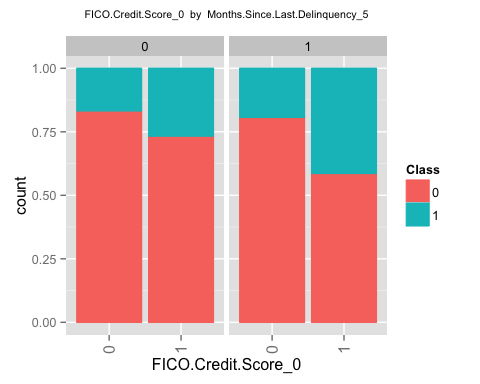 FICO.Credit.Score_0 by Months.Since.Last.Delinquency_5
0 1
1.00
0.75
0.50
0.25
0.00
count
0 1 0 1
FICO.Credit.Score_0
Class
0
1